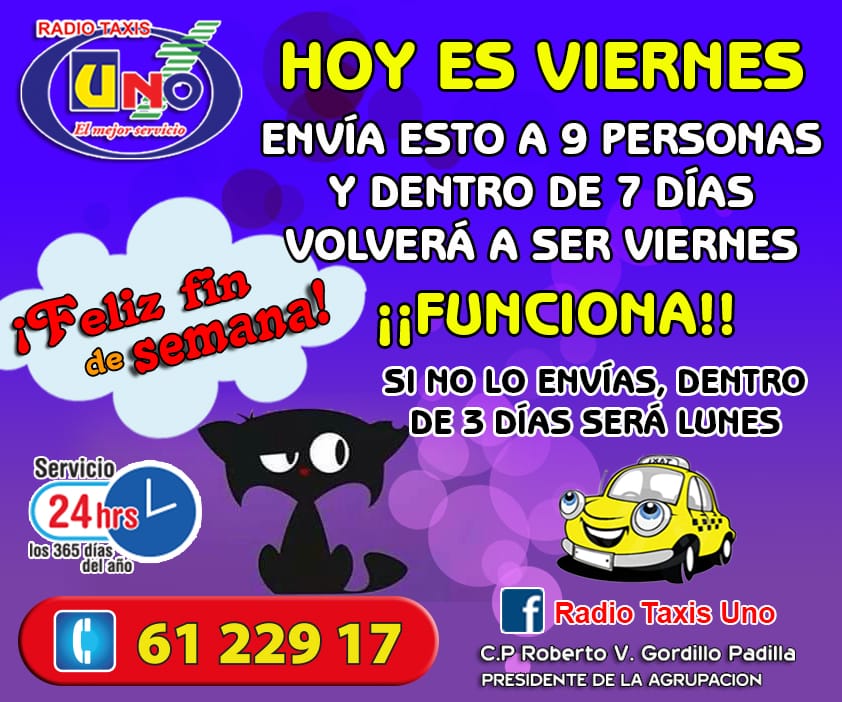 RADIO TAXIS
UNO
El mejor servicio
HOY ES VIERNES
ENVÍA ESTO A 9 PERSONAS
Y DENTRO DE 7 DÍAS
VOLVERÁ A SER VIERNES
¡Feliz fin
de semana!
¡¡FUNCIONA!!
SI NO LO ENVÍAS, DENTRO
DE 3 DÍAS SERÁ LUNES
Servicio
24 hrs
los 365 días
del año
TAXI
61 229 17
f Radio Taxis Uno
C.P Roberto V. Gordillo Padilla
PRESIDENTE DE LA AGRUPACION